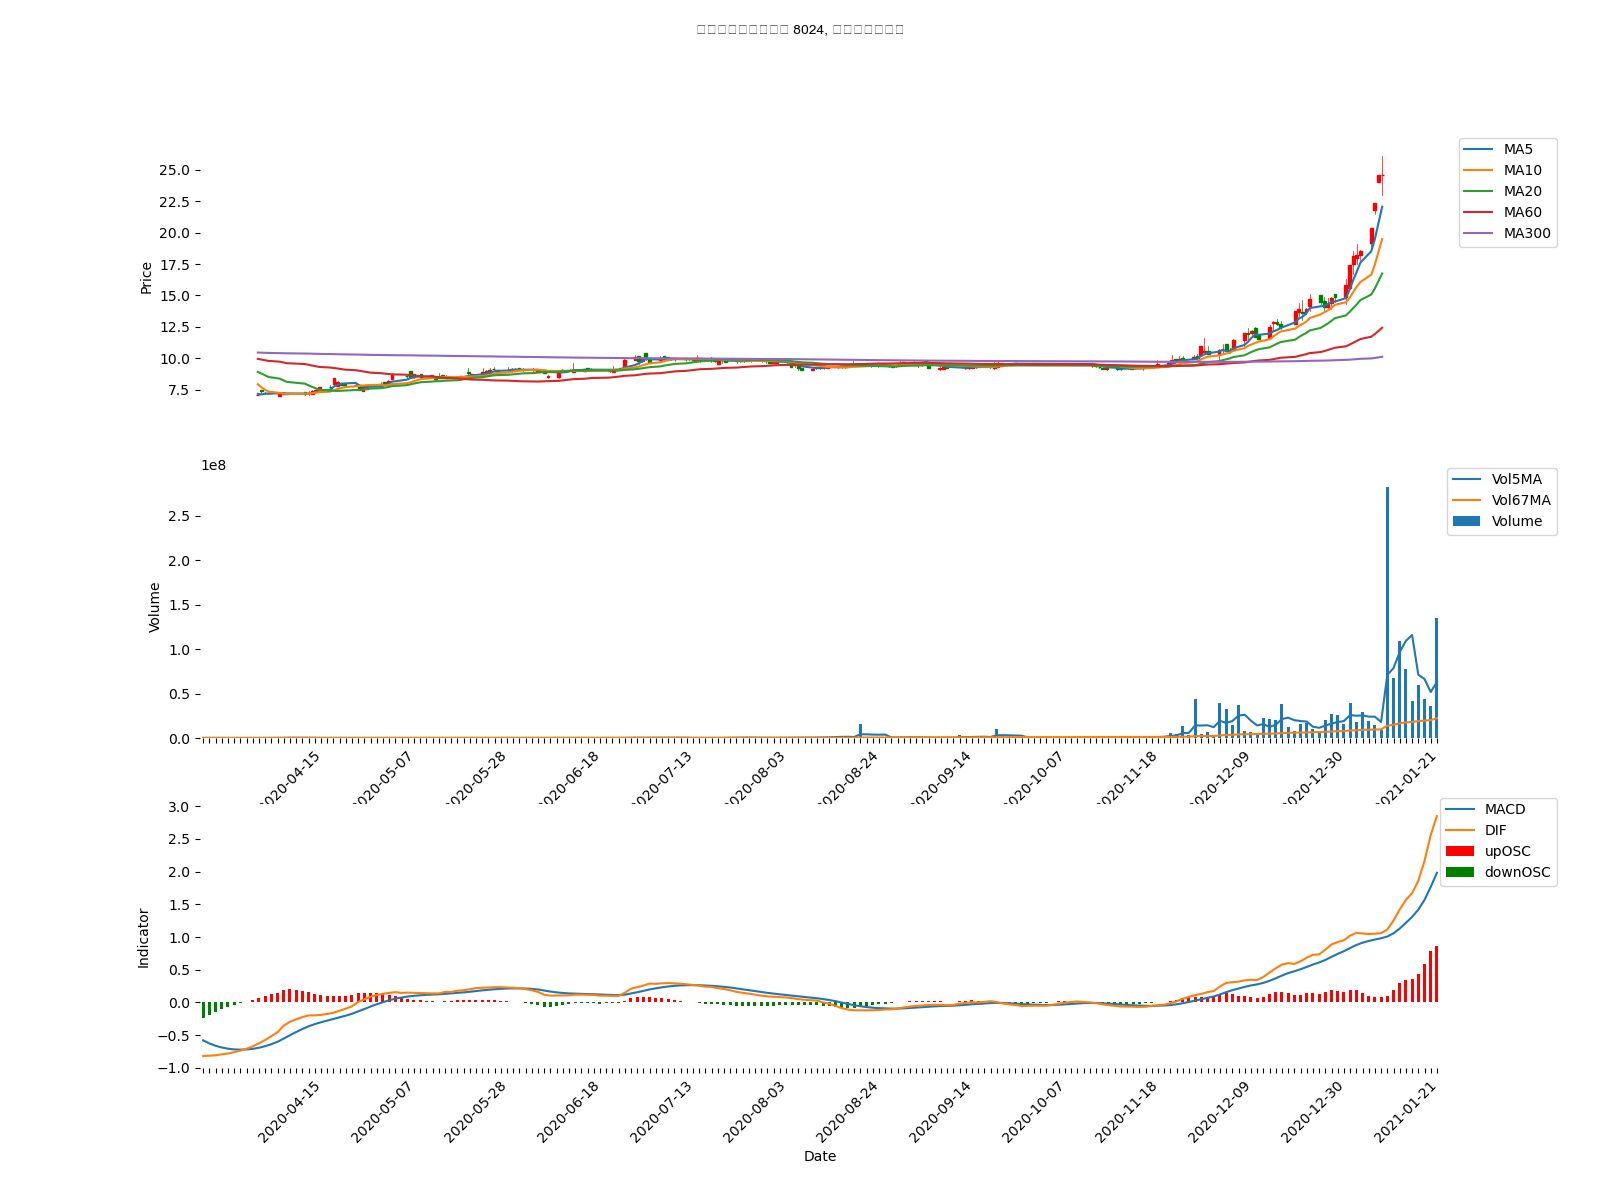 8024,
25.0
22.5
20.0
17.5
15.0
12.5
10.0
7.5
Price
MA5
MA10
MA20
MA60
MA300
1e8
2.5
2.0
1.5
1.0
0.5
0.0
Volume
Vol5MA
Vol67MA
Volume
2020-04-15
2020-05-07
2020-05-28
2020-06-18
2020-07-13
2020-08-03
2020-08-24
2020-09-14
2020-10-07
2020-11-18
2020-12-09
2020-12-30
2021-01-21
3.0
2.5
2.0
1.5
1.0
0.5
0.0
−0.5
−1.0
Indicator
MACD
DIF
upOSC
downOSC
2020-04-15
2020-05-07
2020-05-28
2020-06-18
2020-07-13
2020-08-03
2020-08-24
2020-09-14
2020-10-07
2020-11-18
2020-12-09
2020-12-30
2021-01-21
Date